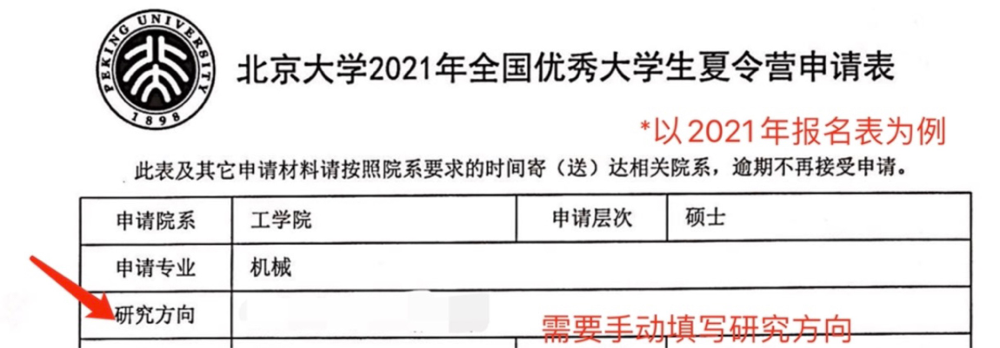 PEKING UNIVERSITY
1898
北京大学2021年全国优秀大学生夏令营申请表
*以2021年报名表为例
此表及其它申请材料请按照院系要求的时间寄（送）达相关院系，逾期不再接受申请。
申请院系 工学院 申请层次 硕士
申请专业 机械
研究方向
需要手动填写研究方向